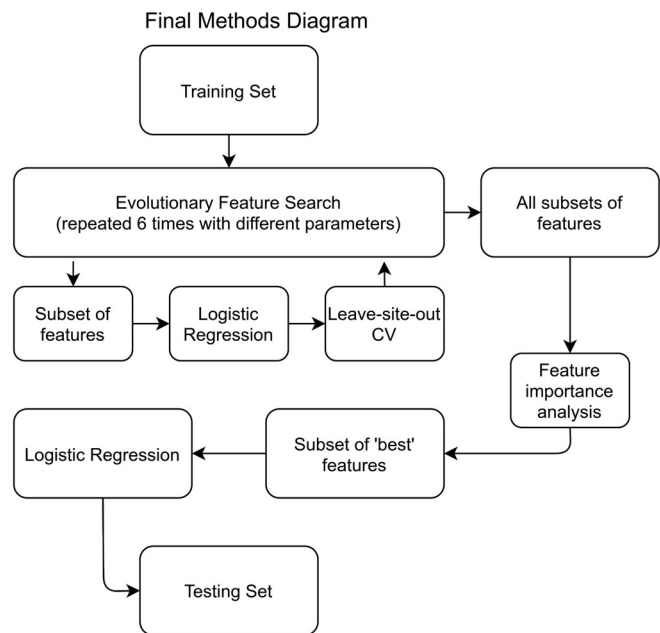 Final Methods Diagram
Training Set
Evolutionary Feature Search
(repeated 6 times with different parameters)
All subsets of
features
Subset of
features
Logistic
Regression
Leave-site-out
CV
Feature
importance
analysis
Subset of 'best'
features
Logistic Regression
Testing Set